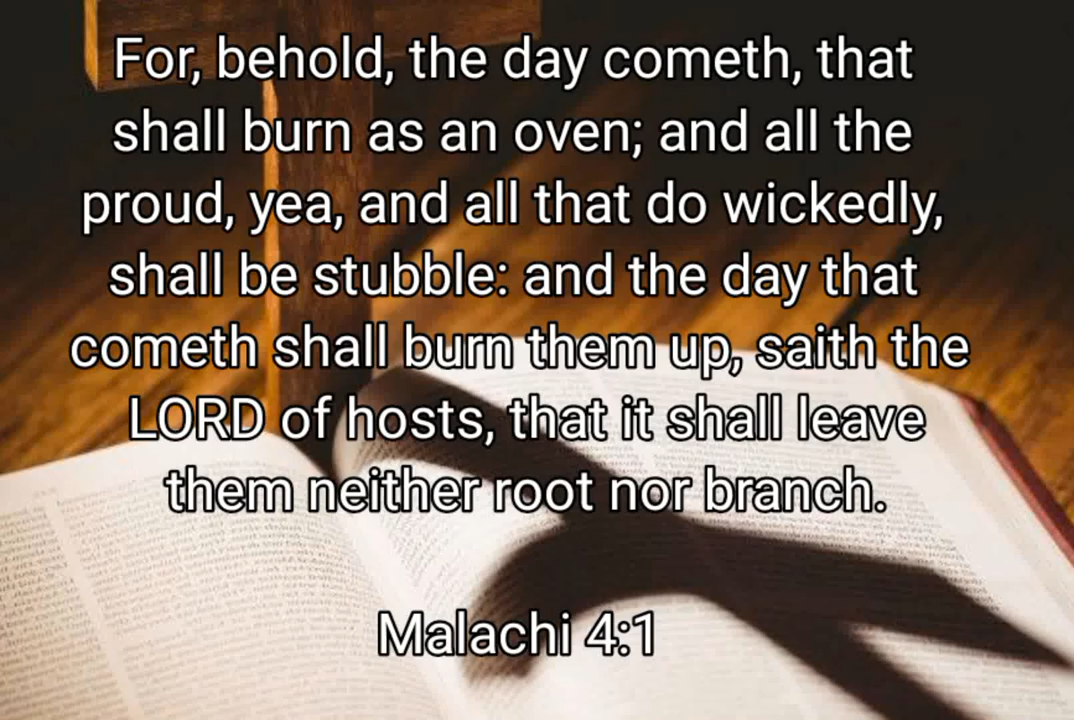 For, behold, the day cometh, that
shall burn as an oven; and all the
proud, yea, and all that do wickedly,
shall be stubble: and the day that
cometh shall burn them up, saith the
LORD of hosts, that it shall leave
them neither root nor branch.
Malachi 4:1